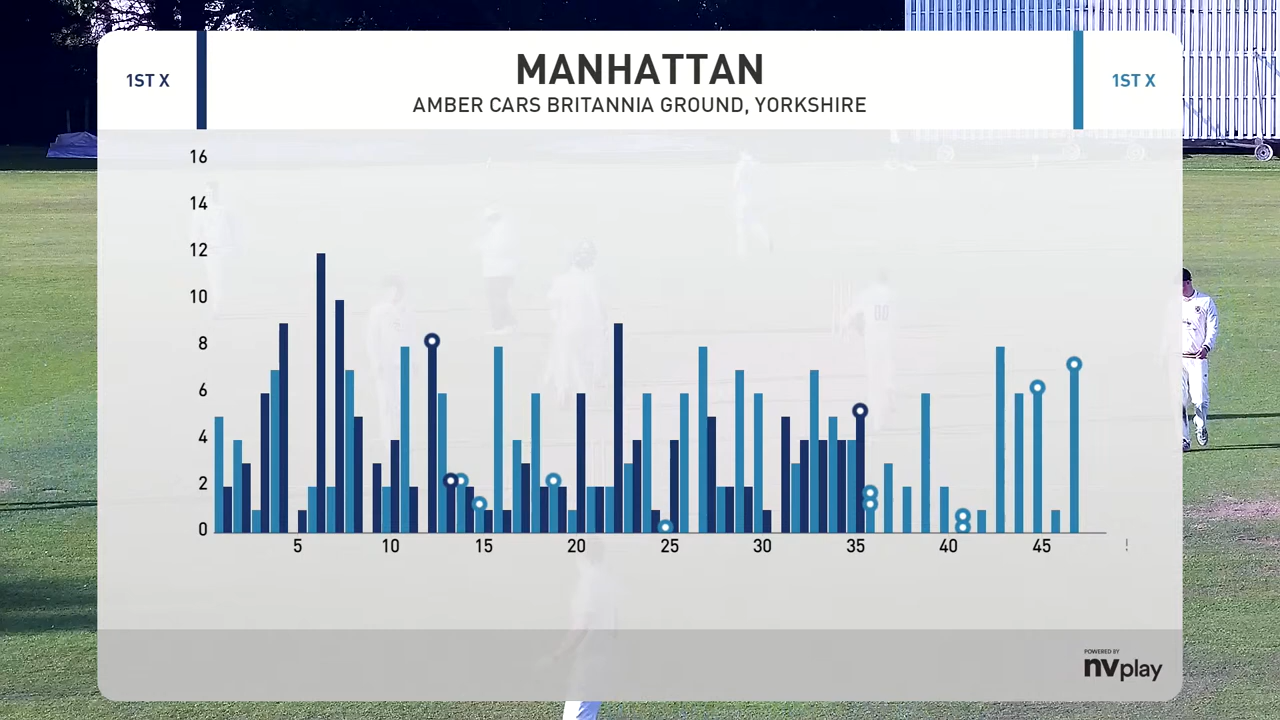 1ST X
MANHATTAN
AMBER CARS BRITANNIA GROUND, YORKSHIRE
1ST X
16
14
12
10
8
6
4
2
0
5 10 15 20 25 30 35 40 45
POWERED BY
nvplay